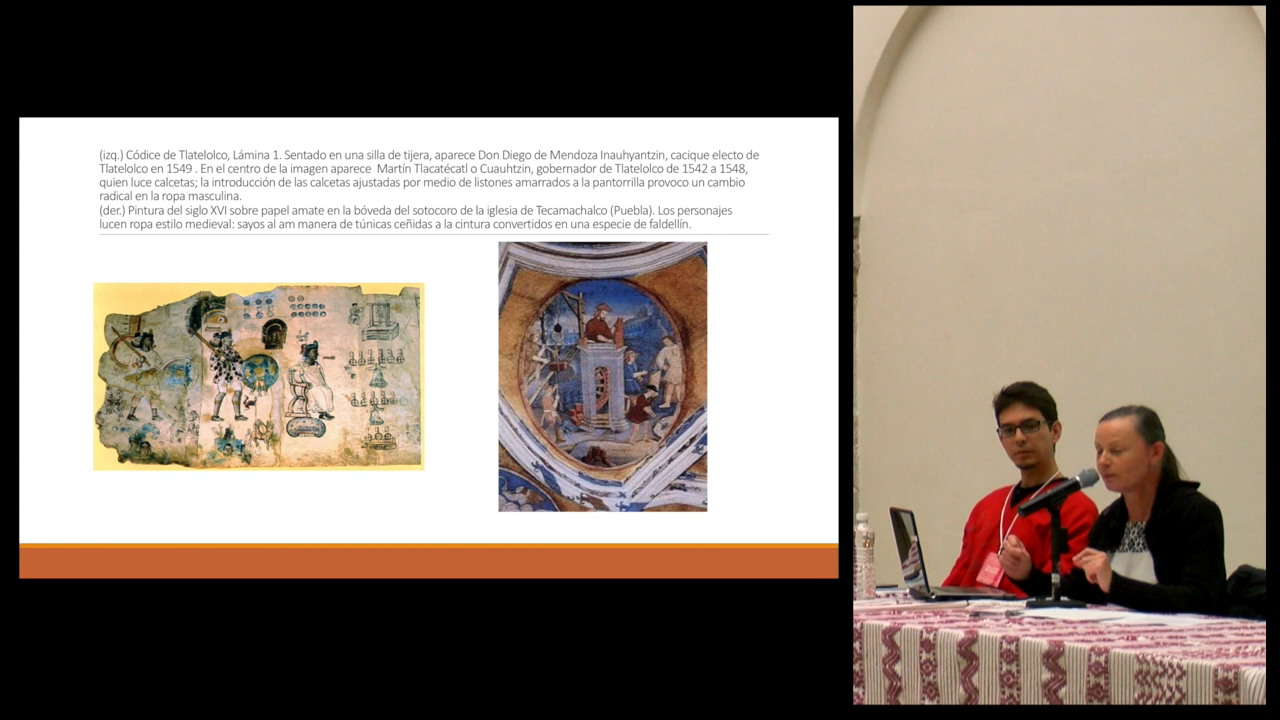 (izq.) Códice de Tlatelolco, Lámina 1. Sentado en una silla de tijera, aparece Don Diego de Mendoza Inauhyantzin, cacique electo de
Tlatelolco en 1549 . En el centro de la imagen aparece Martín Tlacatécatl o Cuauhtzin, gobernador de Tlatelolco de 1542 a 1548,
quien luce calcetas; la introducción de las calcetas ajustadas por medio de listones amarrados a la pantorrilla provoco un cambio
radical en la ropa masculina.
(der.) Pintura del siglo XVI sobre papel amate en la bóveda del sotocoro de la iglesia de Tecamachalco (Puebla). Los personajes
lucen ropa estilo medieval: sayos al am manera de túnicas ceñidas a la cintura convertidos en una especie de faldellín.